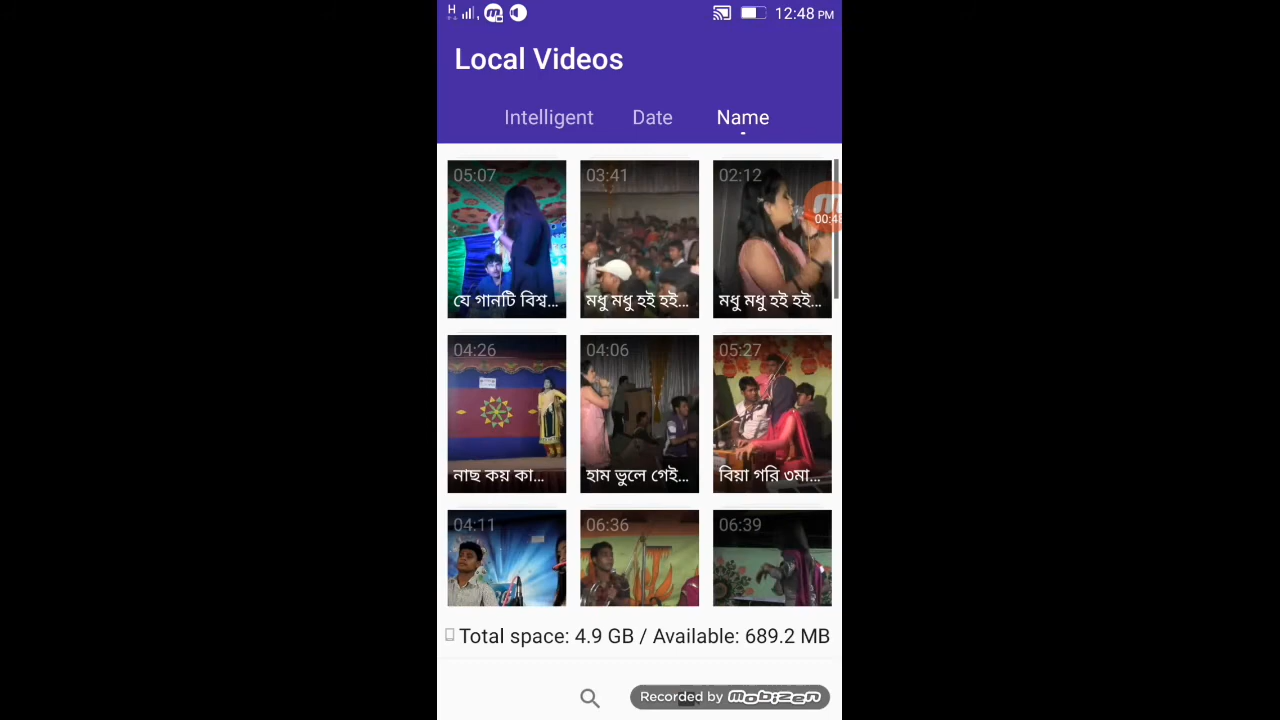 H
12:48 PM
Local Videos
Intelligent Date Name
05:07 03:41 02:12
00:4
যে গানটি বিশ্ব... মধু মধু হই হই... মধু মধু হই হই...
04:26 04:06 05:27
নাছ কয় কা... হাম ভুলে গেই... বিয়া গরি ৩মা...
04:11 06:36 06:39
Total space: 4.9 GB / Available: 689.2 MB
Recorded by mobizen